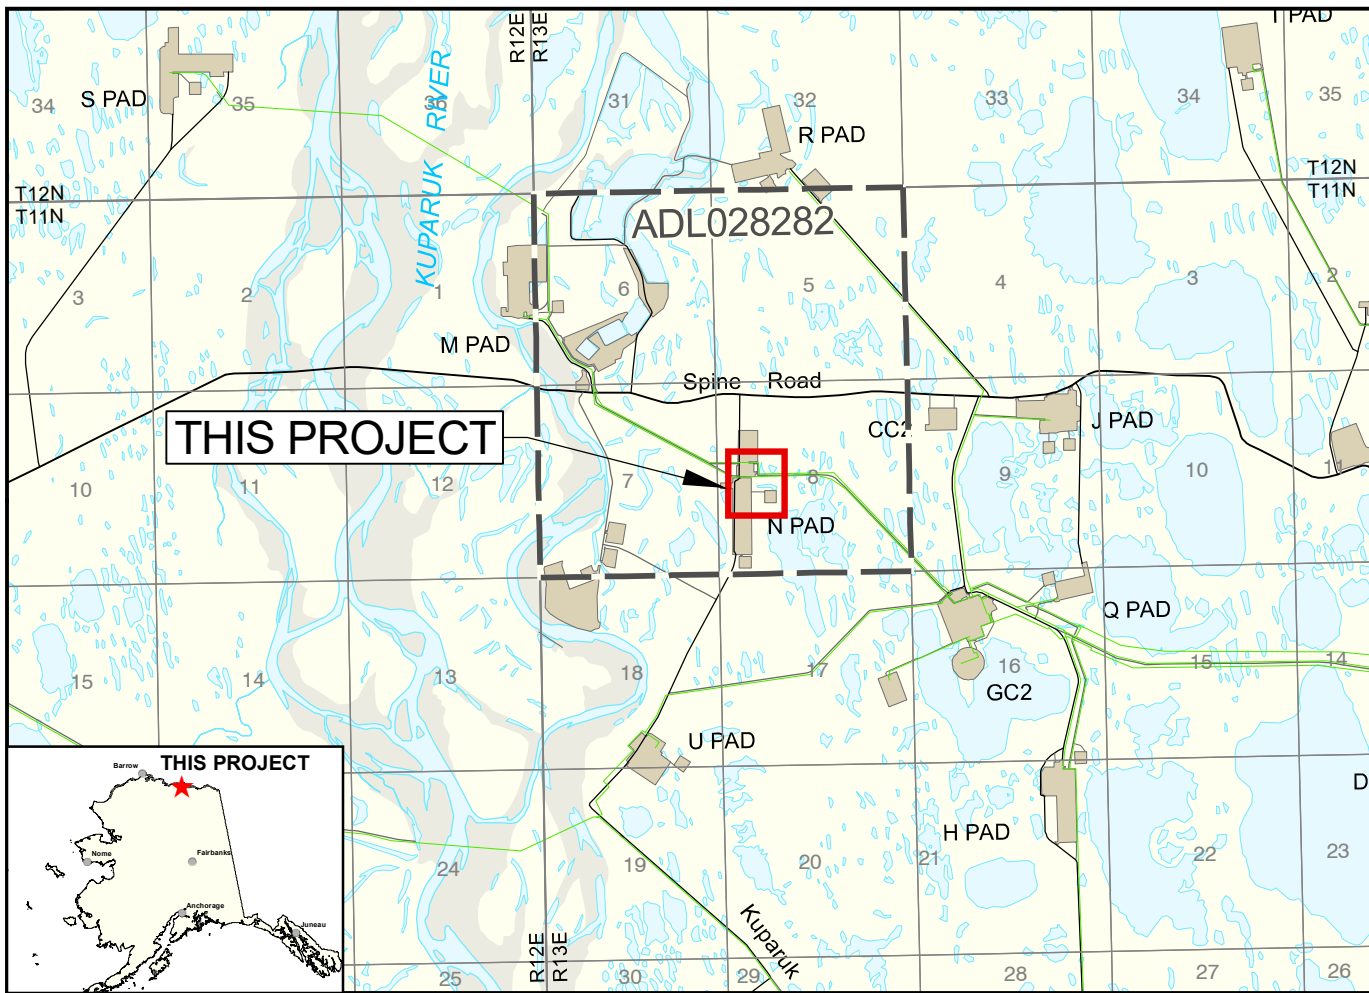 R12E
R13E
T PAD
S PAD
34
35
36
31
32
33
34
35
R PAD
KUPARUK RIVER
T12N
T11N
T12N
T11N
ADL028282
3
2
1
6
5
4
3
2
M PAD
Spine Road
THIS PROJECT
CC2
J PAD
10
11
12
7
8
9
10
11
N PAD
Q PAD
15
14
13
18
17
16
15
14
GC2
U PAD
D
H PAD
24
19
20
21
22
23
Kuparuk
R12E
R13E
25
30
29
28
27
26
THIS PROJECT
Barrow
Nome
Fairbanks
Anchorage
Juneau